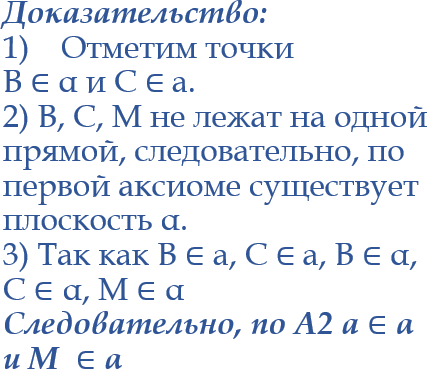 Доказательство:
1) Отметим точки
В ∈ α и С ∈ а.
2) В, С, М не лежат на одной
прямой, следовательно, по
первой аксиоме существует
плоскость α.
3) Так как В ∈ а, С ∈ а, В ∈ α,
С ∈ α, М ∈ α
Следовательно, по А2 а ∈ а
и М ∈ а